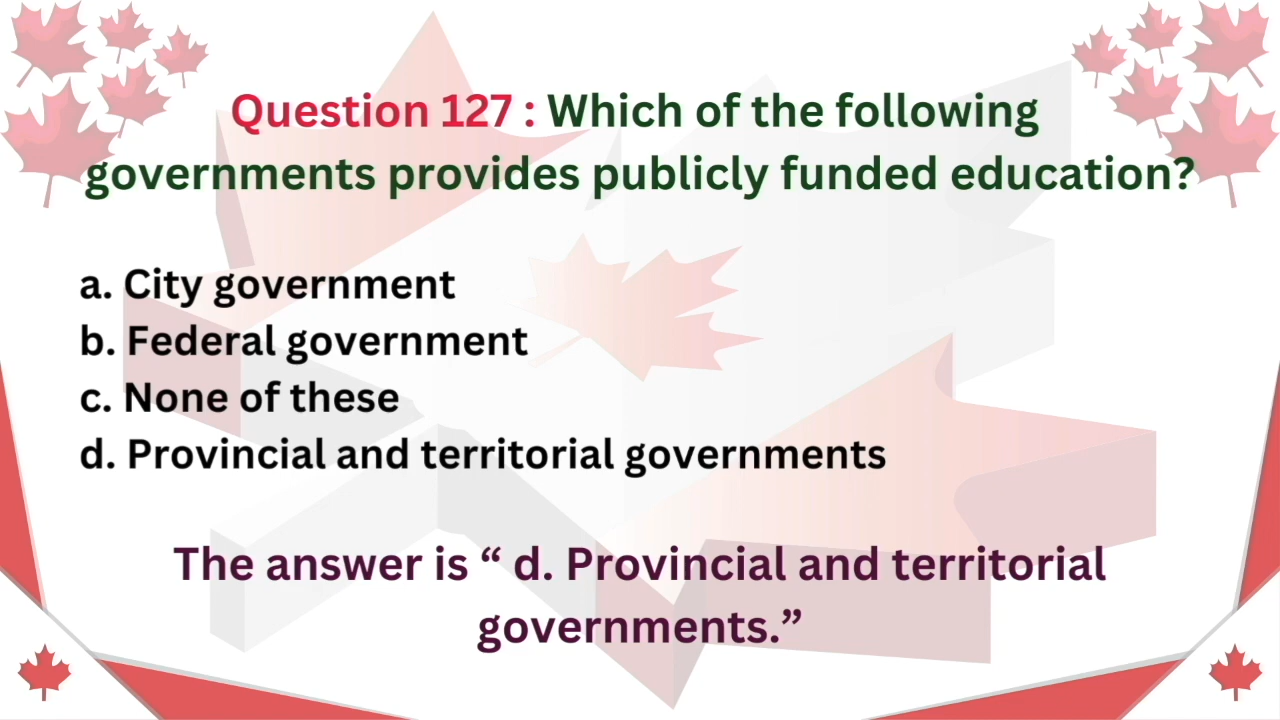 Question 127 : Which of the following
governments provides publicly funded education?
a. City government
b. Federal government
c. None of these
d. Provincial and territorial governments
The answer is “ d. Provincial and territorial
governments.”